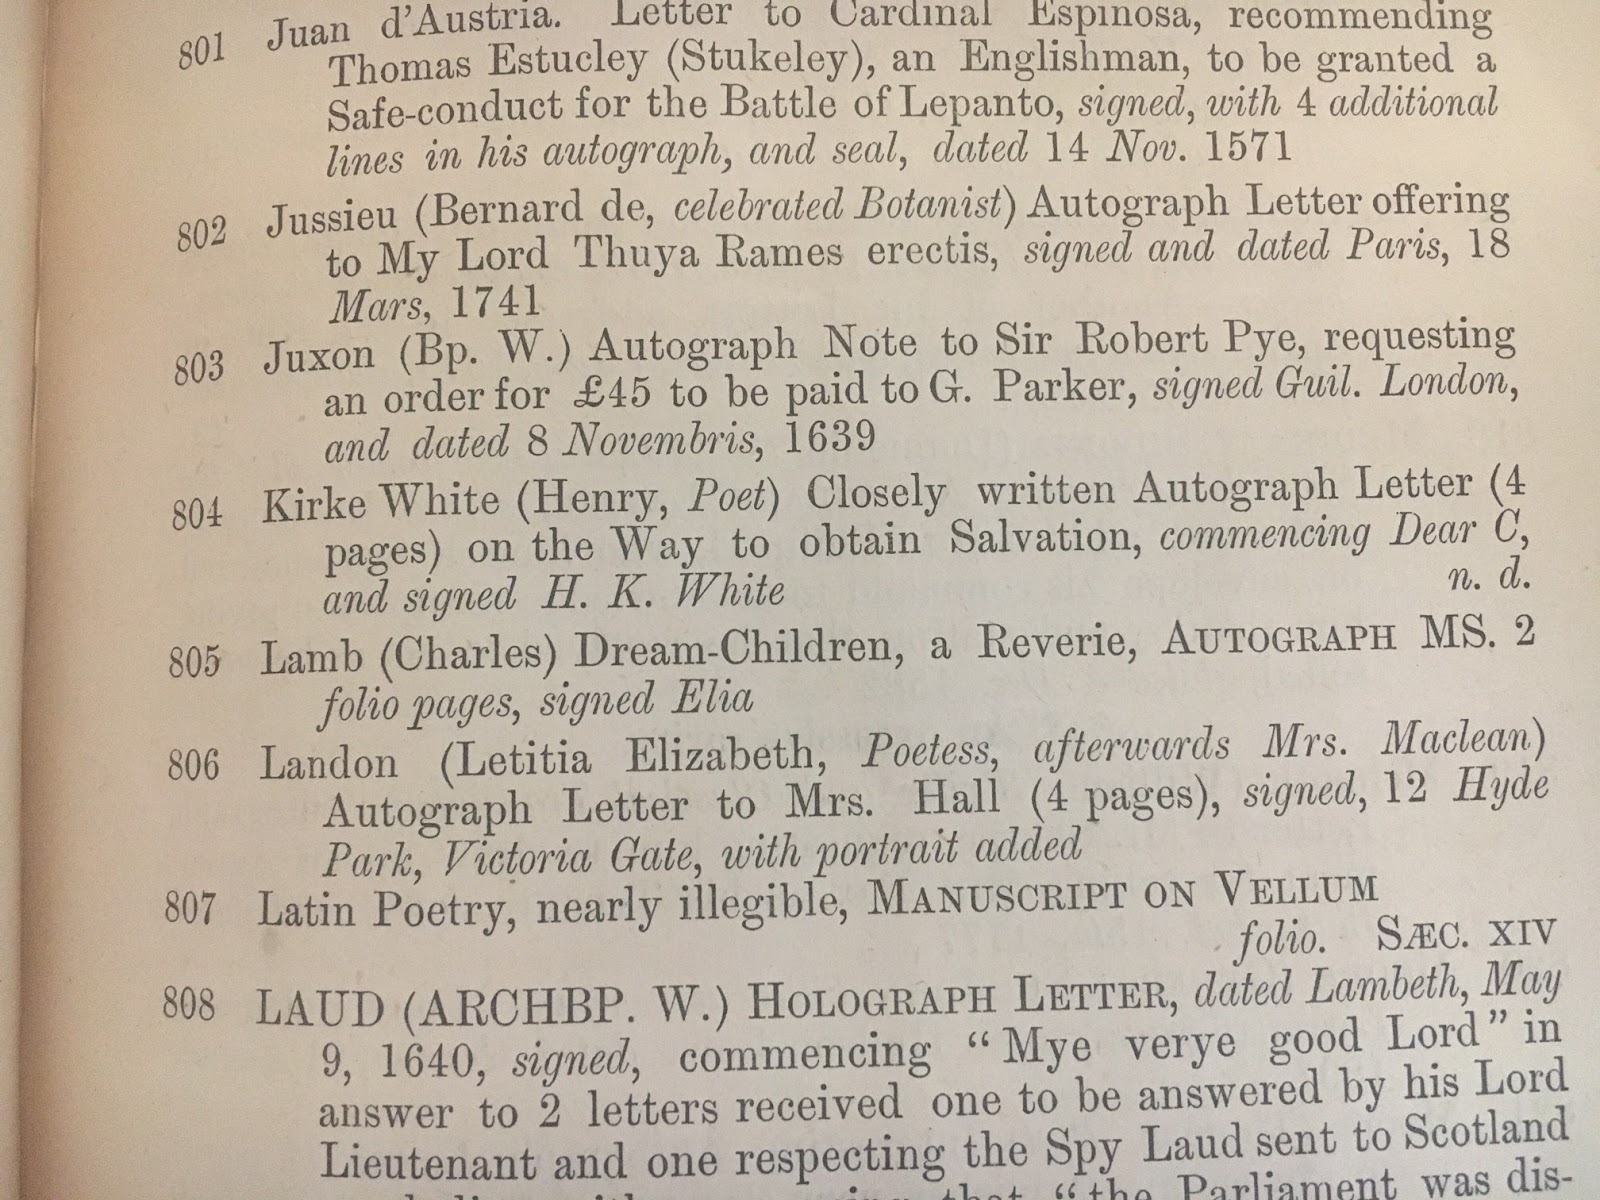 801 Juan d'Austria. Letter to Cardinal Espinosa, recommending
Thomas Estucley (Stukeley), an Englishman, to be granted a
Safe-conduct for the Battle of Lepanto, signed, with 4 additional
lines in his autograph, and seal, dated 14 Nov. 1571
802 Jussieu (Bernard de, celebrated Botanist) Autograph Letter offering
to My Lord Thuya Rames erectis, signed and dated Paris, 18
Mars, 1741
803 Juxon (Bp. W.) Autograph Note to Sir Robert Pye, requesting
an order for £45 to be paid to G. Parker, signed Guil. London,
and dated 8 Novembris, 1639
804 Kirke White (Henry, Poet) Closely written Autograph Letter (4
pages) on the Way to obtain Salvation, commencing Dear C,
and signed H. K. White n. d.
805 Lamb (Charles) Dream-Children, a Reverie, AUTOGRAPH MS. 2
folio pages, signed Elia
806 Landon (Letitia Elizabeth, Poetess, afterwards Mrs. Maclean)
Autograph Letter to Mrs. Hall (4 pages), signed, 12 Hyde
Park, Victoria Gate, with portrait added
807 Latin Poetry, nearly illegible, MANUSCRIPT ON VELLUM
folio. SÆC. XIV
808 LAUD (ARCHBP. W.) HOLOGRAPH LETTER, dated Lambeth, May
9, 1640, signed, commencing "Mye verye good Lord" in
answer to 2 letters received one to be answered by his Lord
Lieutenant and one respecting the Spy Laud sent to Scotland
that "the Parliament was dis-